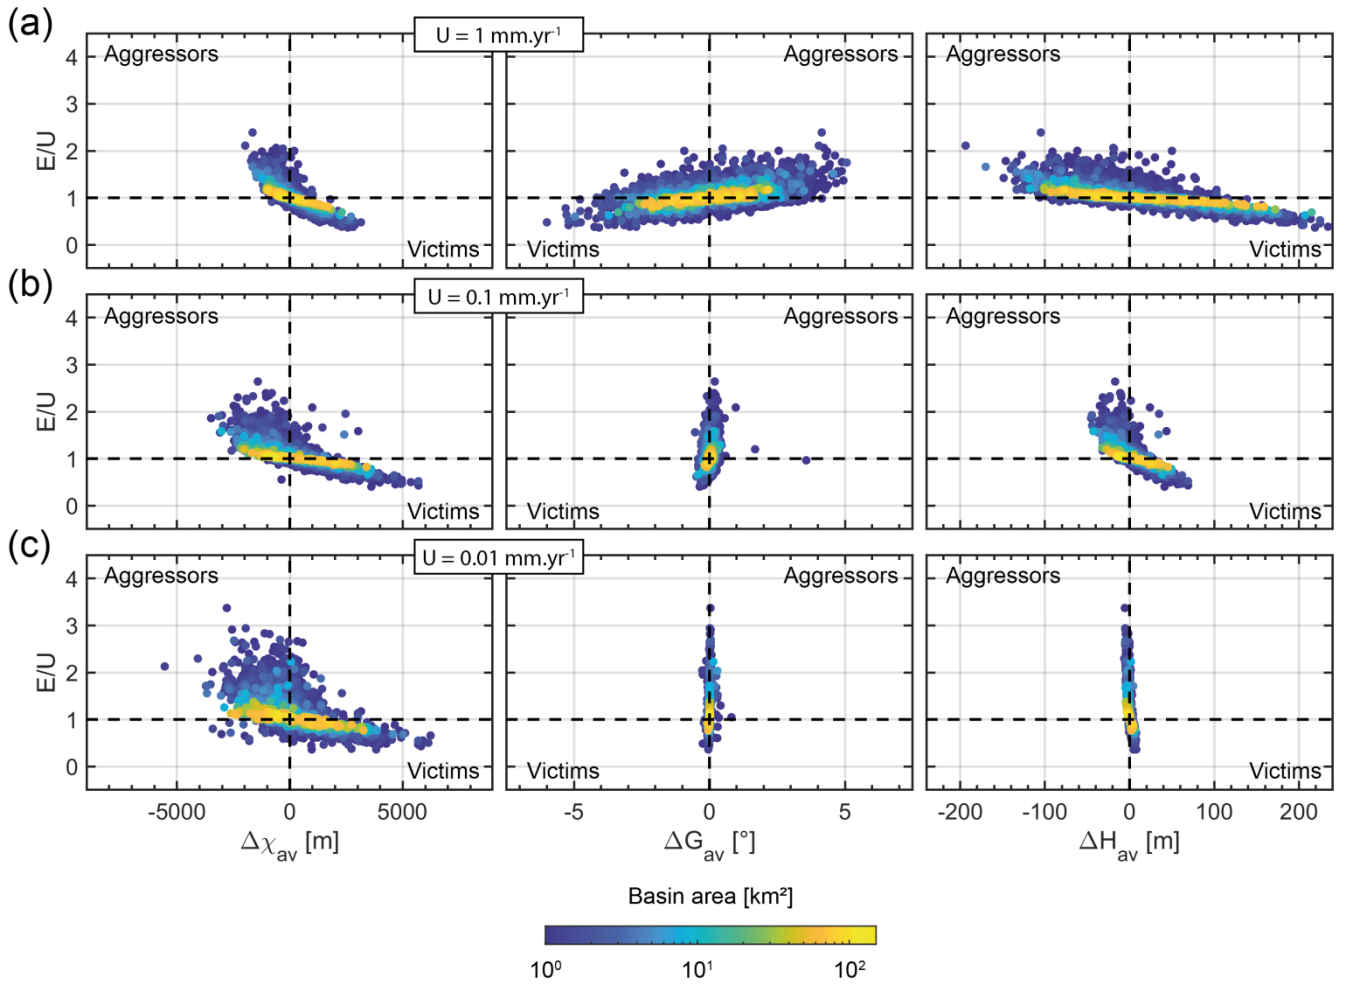 (a)
U = 1 mm.yr⁻¹
Aggressors
Aggressors
Aggressors
4
3
2
1
0
E/U
Victims
Victims
Victims
(b)
U = 0.1 mm.yr⁻¹
Aggressors
Aggressors
Aggressors
4
3
2
1
0
E/U
Victims
Victims
Victims
(c)
U = 0.01 mm.yr⁻¹
Aggressors
Aggressors
Aggressors
4
3
2
1
0
E/U
Victims
Victims
Victims
-5000 0 5000
-5 0 5
-200 -100 0 100 200
Δχav [m]
ΔGav [°]
ΔHav [m]
Basin area [km²]
10⁰ 10¹ 10²